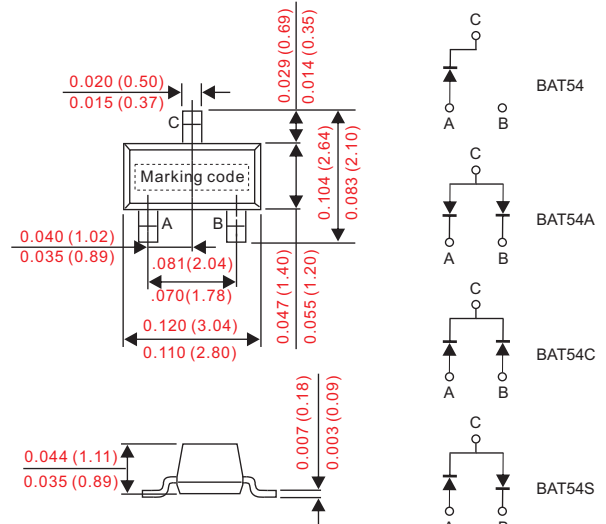 0.020 (0.50)
0.015 (0.37)
0.029 (0.69)
0.014 (0.35)
C
Marking code
A
B
0.104 (2.64)
0.083 (2.10)
0.040 (1.02)
0.035 (0.89)
.081(2.04)
.070(1.78)
0.047 (1.40)
0.055 (1.20)
0.120 (3.04)
0.110 (2.80)
0.007 (0.18)
0.003 (0.09)
0.044 (1.11)
0.035 (0.89)
C
BAT54
A B
C
BAT54A
A B
C
BAT54C
A B
C
BAT54S
A B